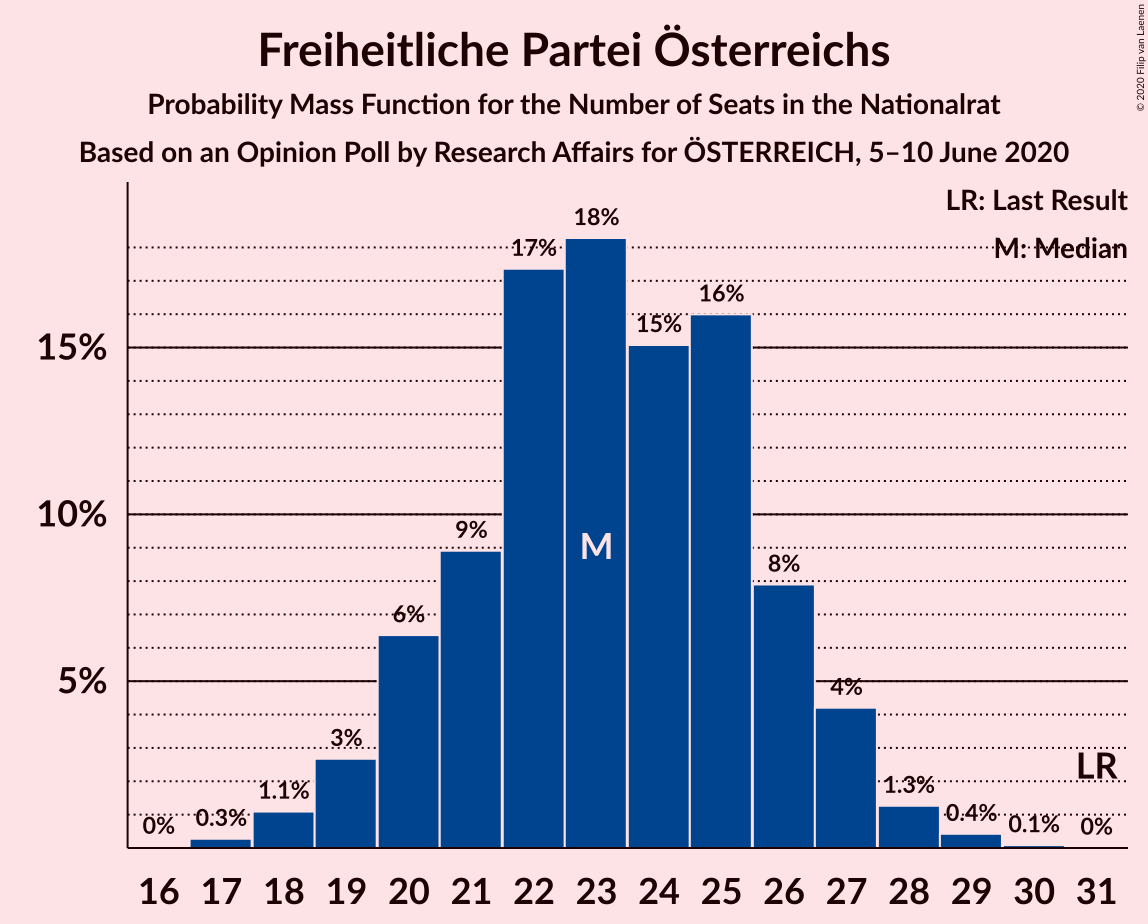 Freiheitliche Partei Österreichs
Probability Mass Function for the Number of Seats in the Nationalrat
Based on an Opinion Poll by Research Affairs for ÖSTERREICH, 5–10 June 2020
© 2020 Filip van Laenen
LR: Last Result
M: Median
15%
10%
5%
0%
0.3%
1.1%
3%
6%
9%
17%
18%
15%
16%
8%
4%
1.3%
0.4%
0.1%
0%
M
LR
16 17 18 19 20 21 22 23 24 25 26 27 28 29 30 31